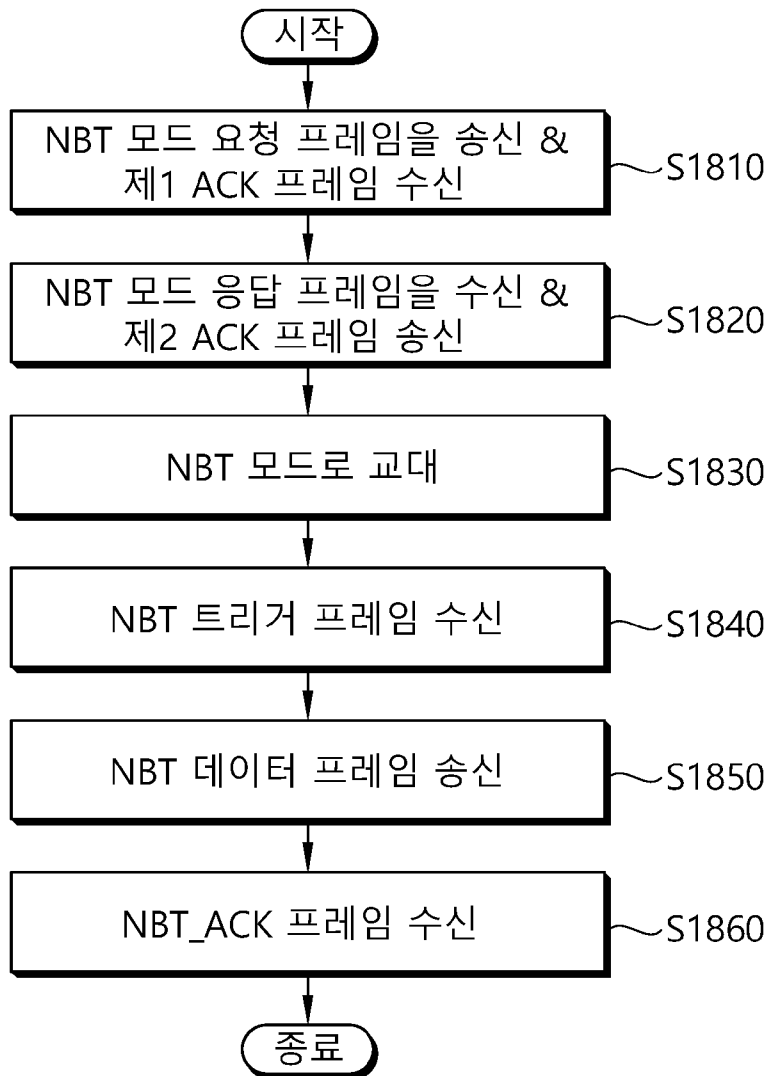 시작
NBT 모드 요청 프레임을 송신 &
제1 ACK 프레임 수신
S1810
NBT 모드 응답 프레임을 수신 &
제2 ACK 프레임 송신
S1820
NBT 모드로 교대
S1830
NBT 트리거 프레임 수신
S1840
NBT 데이터 프레임 송신
S1850
NBT_ACK 프레임 수신
S1860
종료